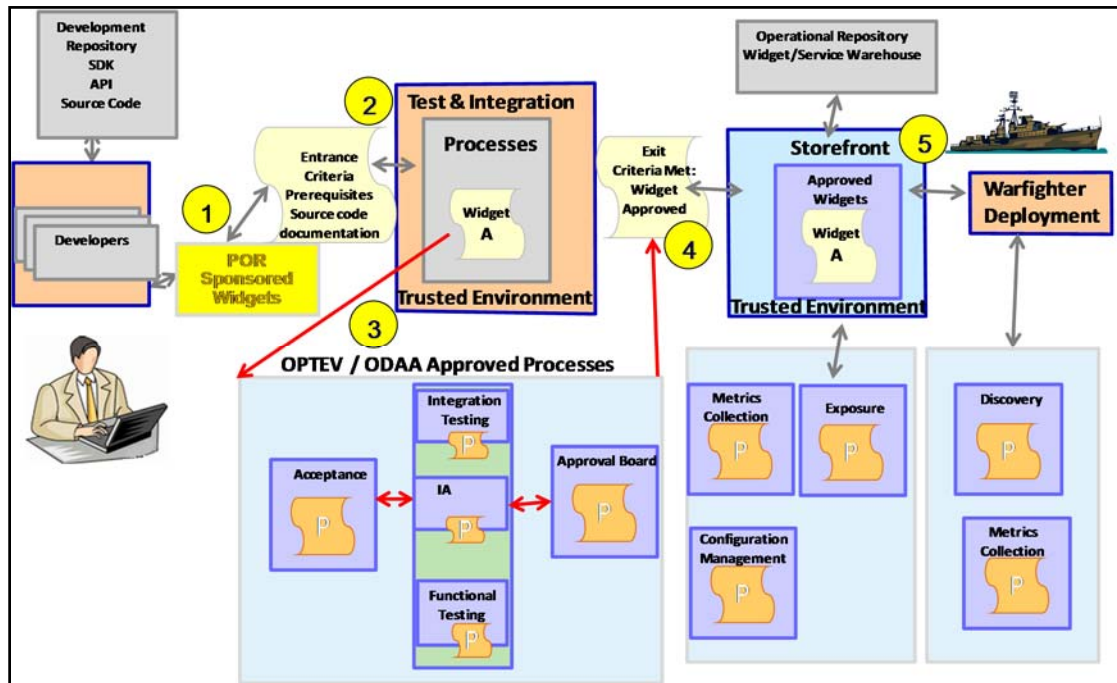 Development
Repository
SDK
API
Source Code
Developers
1
POR
Sponsored
Widgets
2
Entrance
Criteria
Prerequisites
Source code
documentation
Test & Integration
Processes
Widget
A
Trusted Environment
3
Exit
Criteria Met:
Widget
Approved
4
Operational Repository
Widget/Service Warehouse
Storefront
5
Approved
Widgets
Widget
A
Trusted Environment
Warfighter
Deployment
OPTEV / ODAA Approved Processes
Acceptance
P
Integration
Testing
P
IA
P
Functional
Testing
P
Approval Board
P
Metrics
Collection
P
Exposure
P
Configuration
Management
P
Discovery
P
Metrics
Collection
P